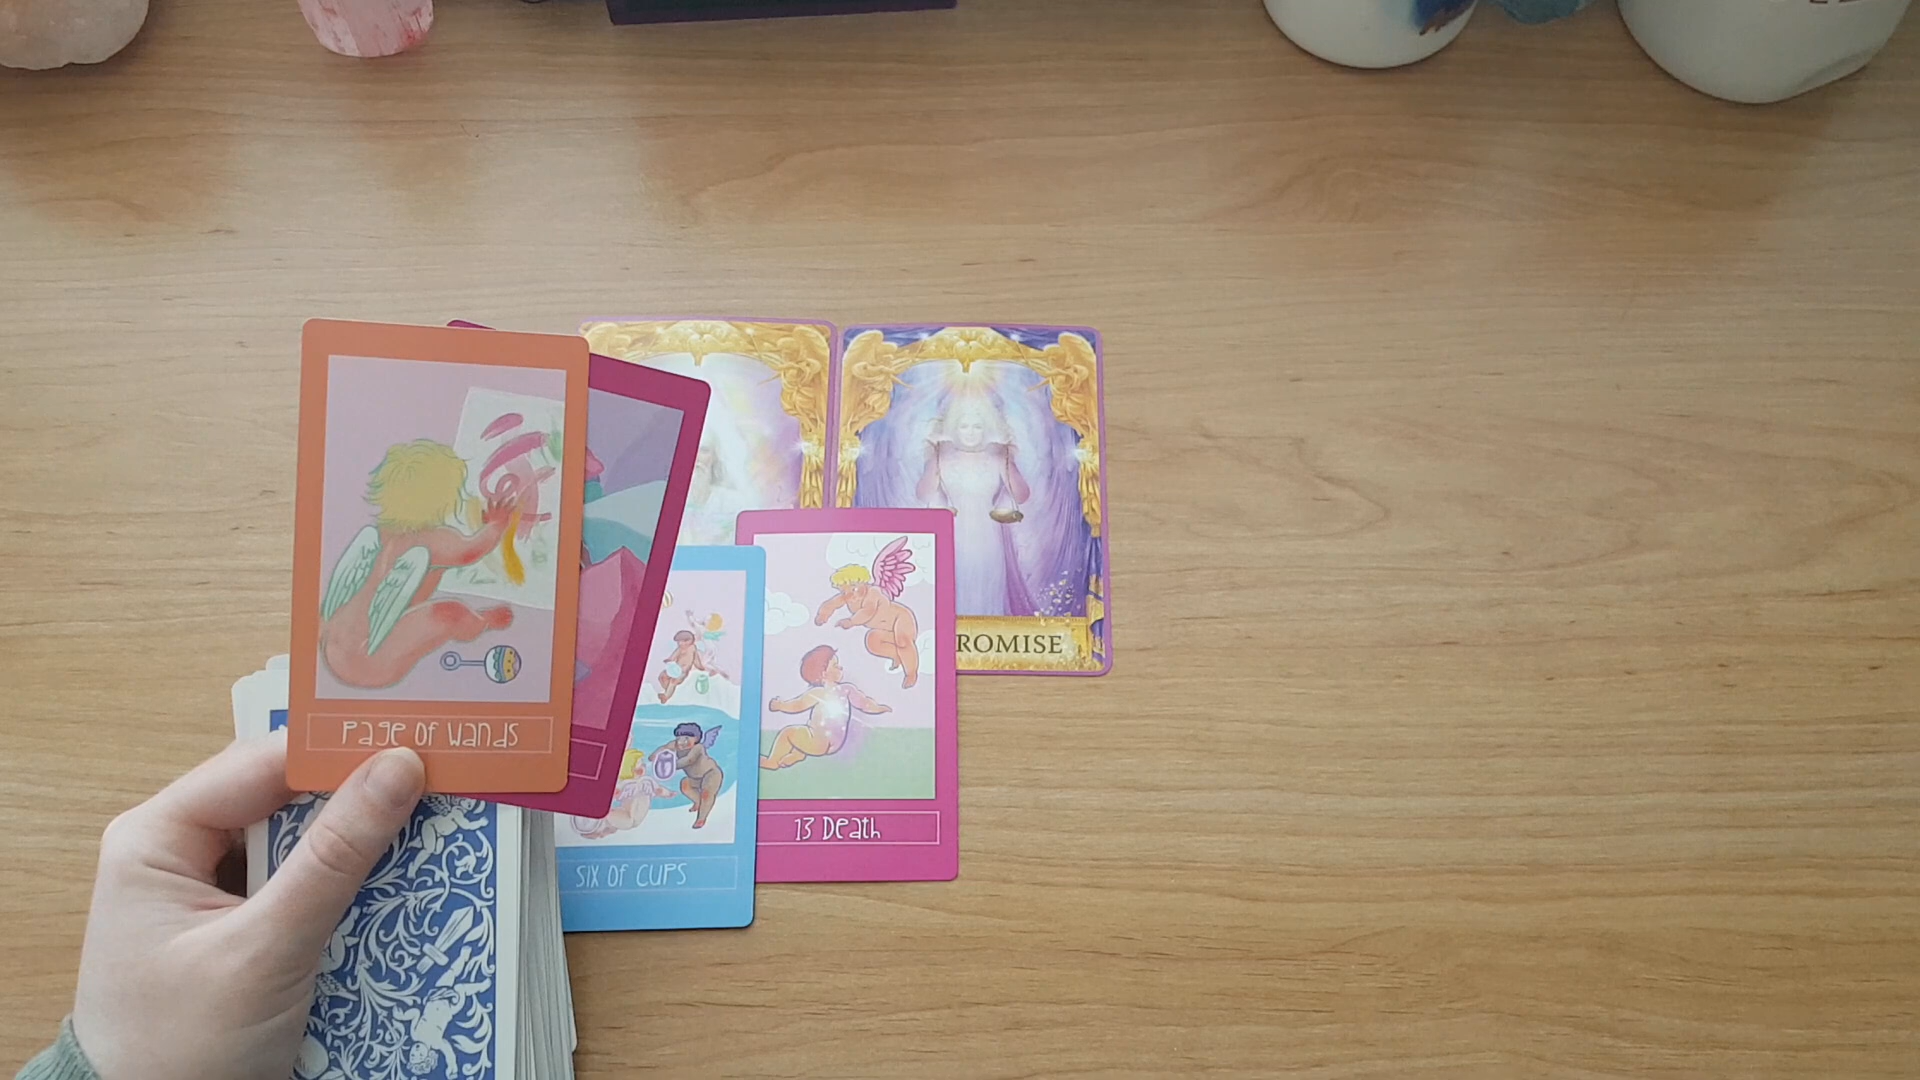 Page of Wands
ROMISE
13 Death
SIX OF CUPS